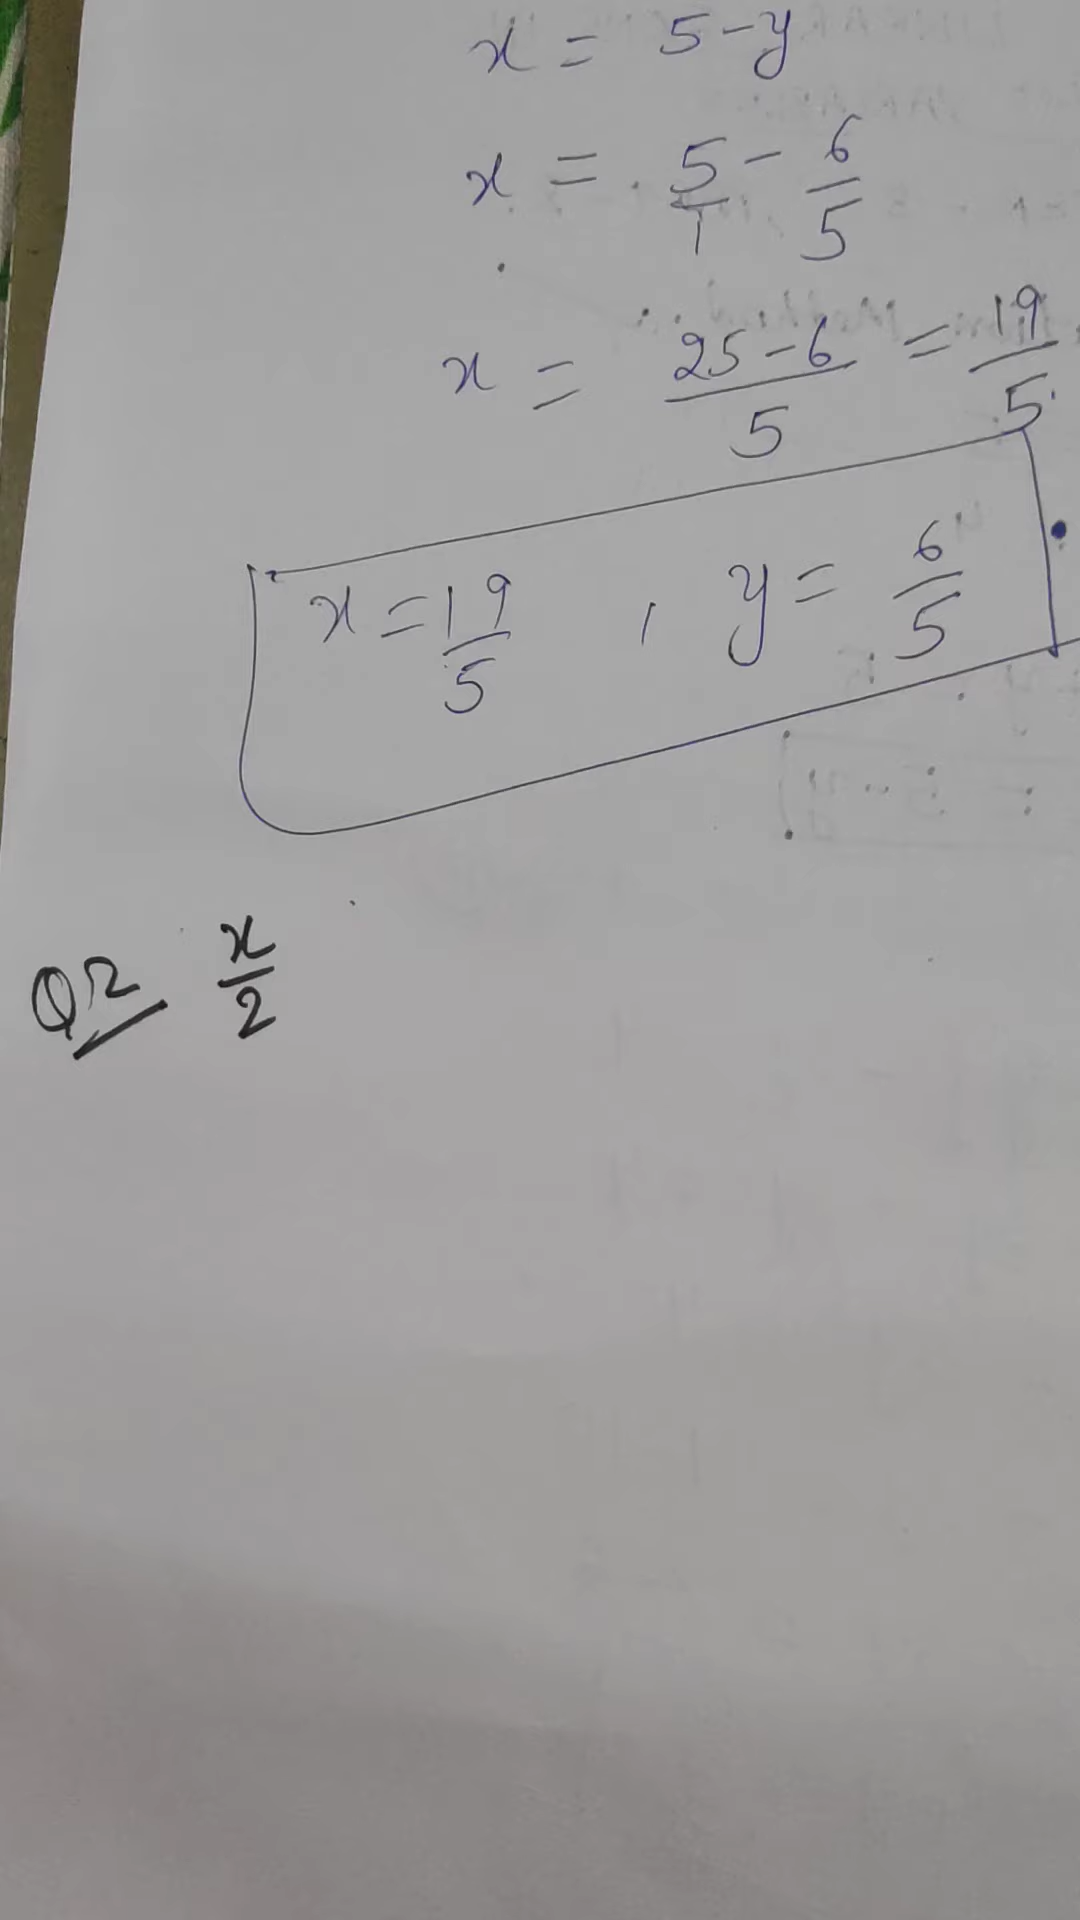 x = 5 - y
x = 5/1 - 6/5
x = 25-6/5 = 19/5
x = 19/5 , y = 6/5
Q2 x/2